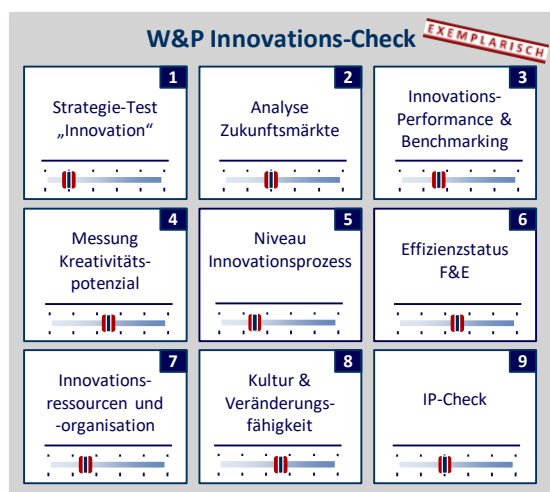 W&P Innovations-Check
EXEMPLARISCH
1
Strategie-Test
„Innovation“
2
Analyse
Zukunftsmärkte
3
Innovations-
Performance &
Benchmarking
4
Messung
Kreativitäts-
potenzial
5
Niveau
Innovationsprozess
6
Effizienzstatus
F&E
7
Innovations-
ressourcen und
-organisation
8
Kultur &
Veränderungs-
fähigkeit
9
IP-Check